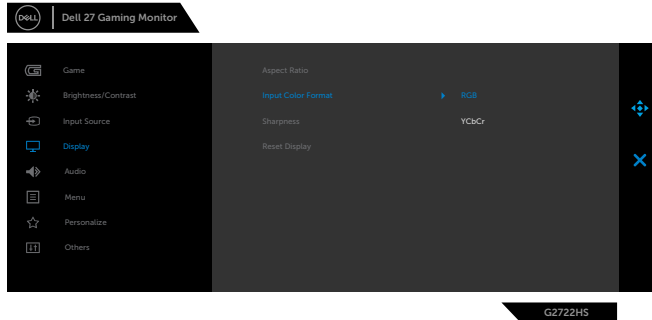 DELL
Dell 27 Gaming Monitor
Game
Brightness/Contrast
Input Source
Display
Audio
Menu
Personalize
Others
Aspect Ratio
Input Color Format
Sharpness
Reset Display
RGB
YCbCr
G2722HS